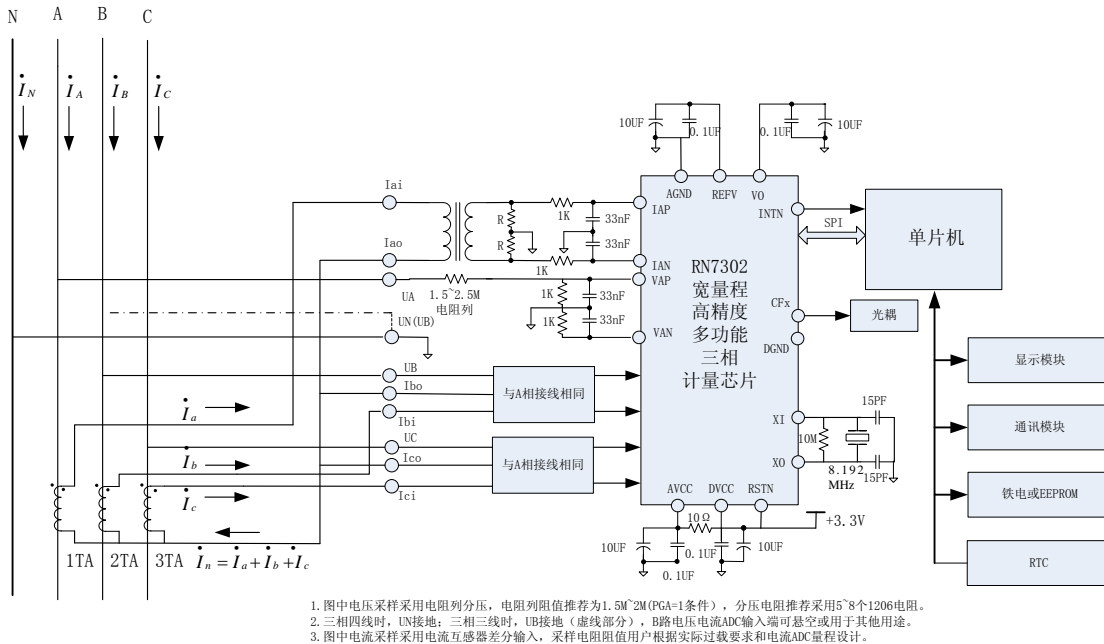 N A B C
İN İA İB İC
10UF 0.1UF 0.1UF 10UF
AGND REFV VO
Iai IAP INTN
R 1K 33nF SPI 单片机
R 33nF
Iao 1K IAN
RN7302
宽量程
高精度
多功能
三相
计量芯片
UA 1.5~2.5M
电阻列
1K 33nF VAP
1K 33nF CFx 光耦
UN(UB) VAN DGND
显示模块
UB
Ibo 与A相接线相同
Ibi
İa
XI 15PF
通讯模块
UC
10M
İb Ico 与A相接线相同
XO 8.192
MHz 15PF
İc Ici
铁电或EEPROM
AVCC DVCC RSTN
10Ω +3.3V
10UF 0.1UF 0.1UF 10UF
1TA 2TA 3TA İn = İa + İb + İc
RTC
1. 图中电压采样采用电阻列分压，电阻列阻值推荐为1.5M~2M(PGA=1条件），分压电阻推荐采用5~8个1206电阻。
2. 三相四线时，UN接地；三相三线时，UB接地（虚线部分），B路电压电流ADC输入端可悬空或用于其他用途。
3. 图中电流采样采用电流互感器差分输入，采样电阻阻值用户根据实际过载要求和电流ADC量程设计。